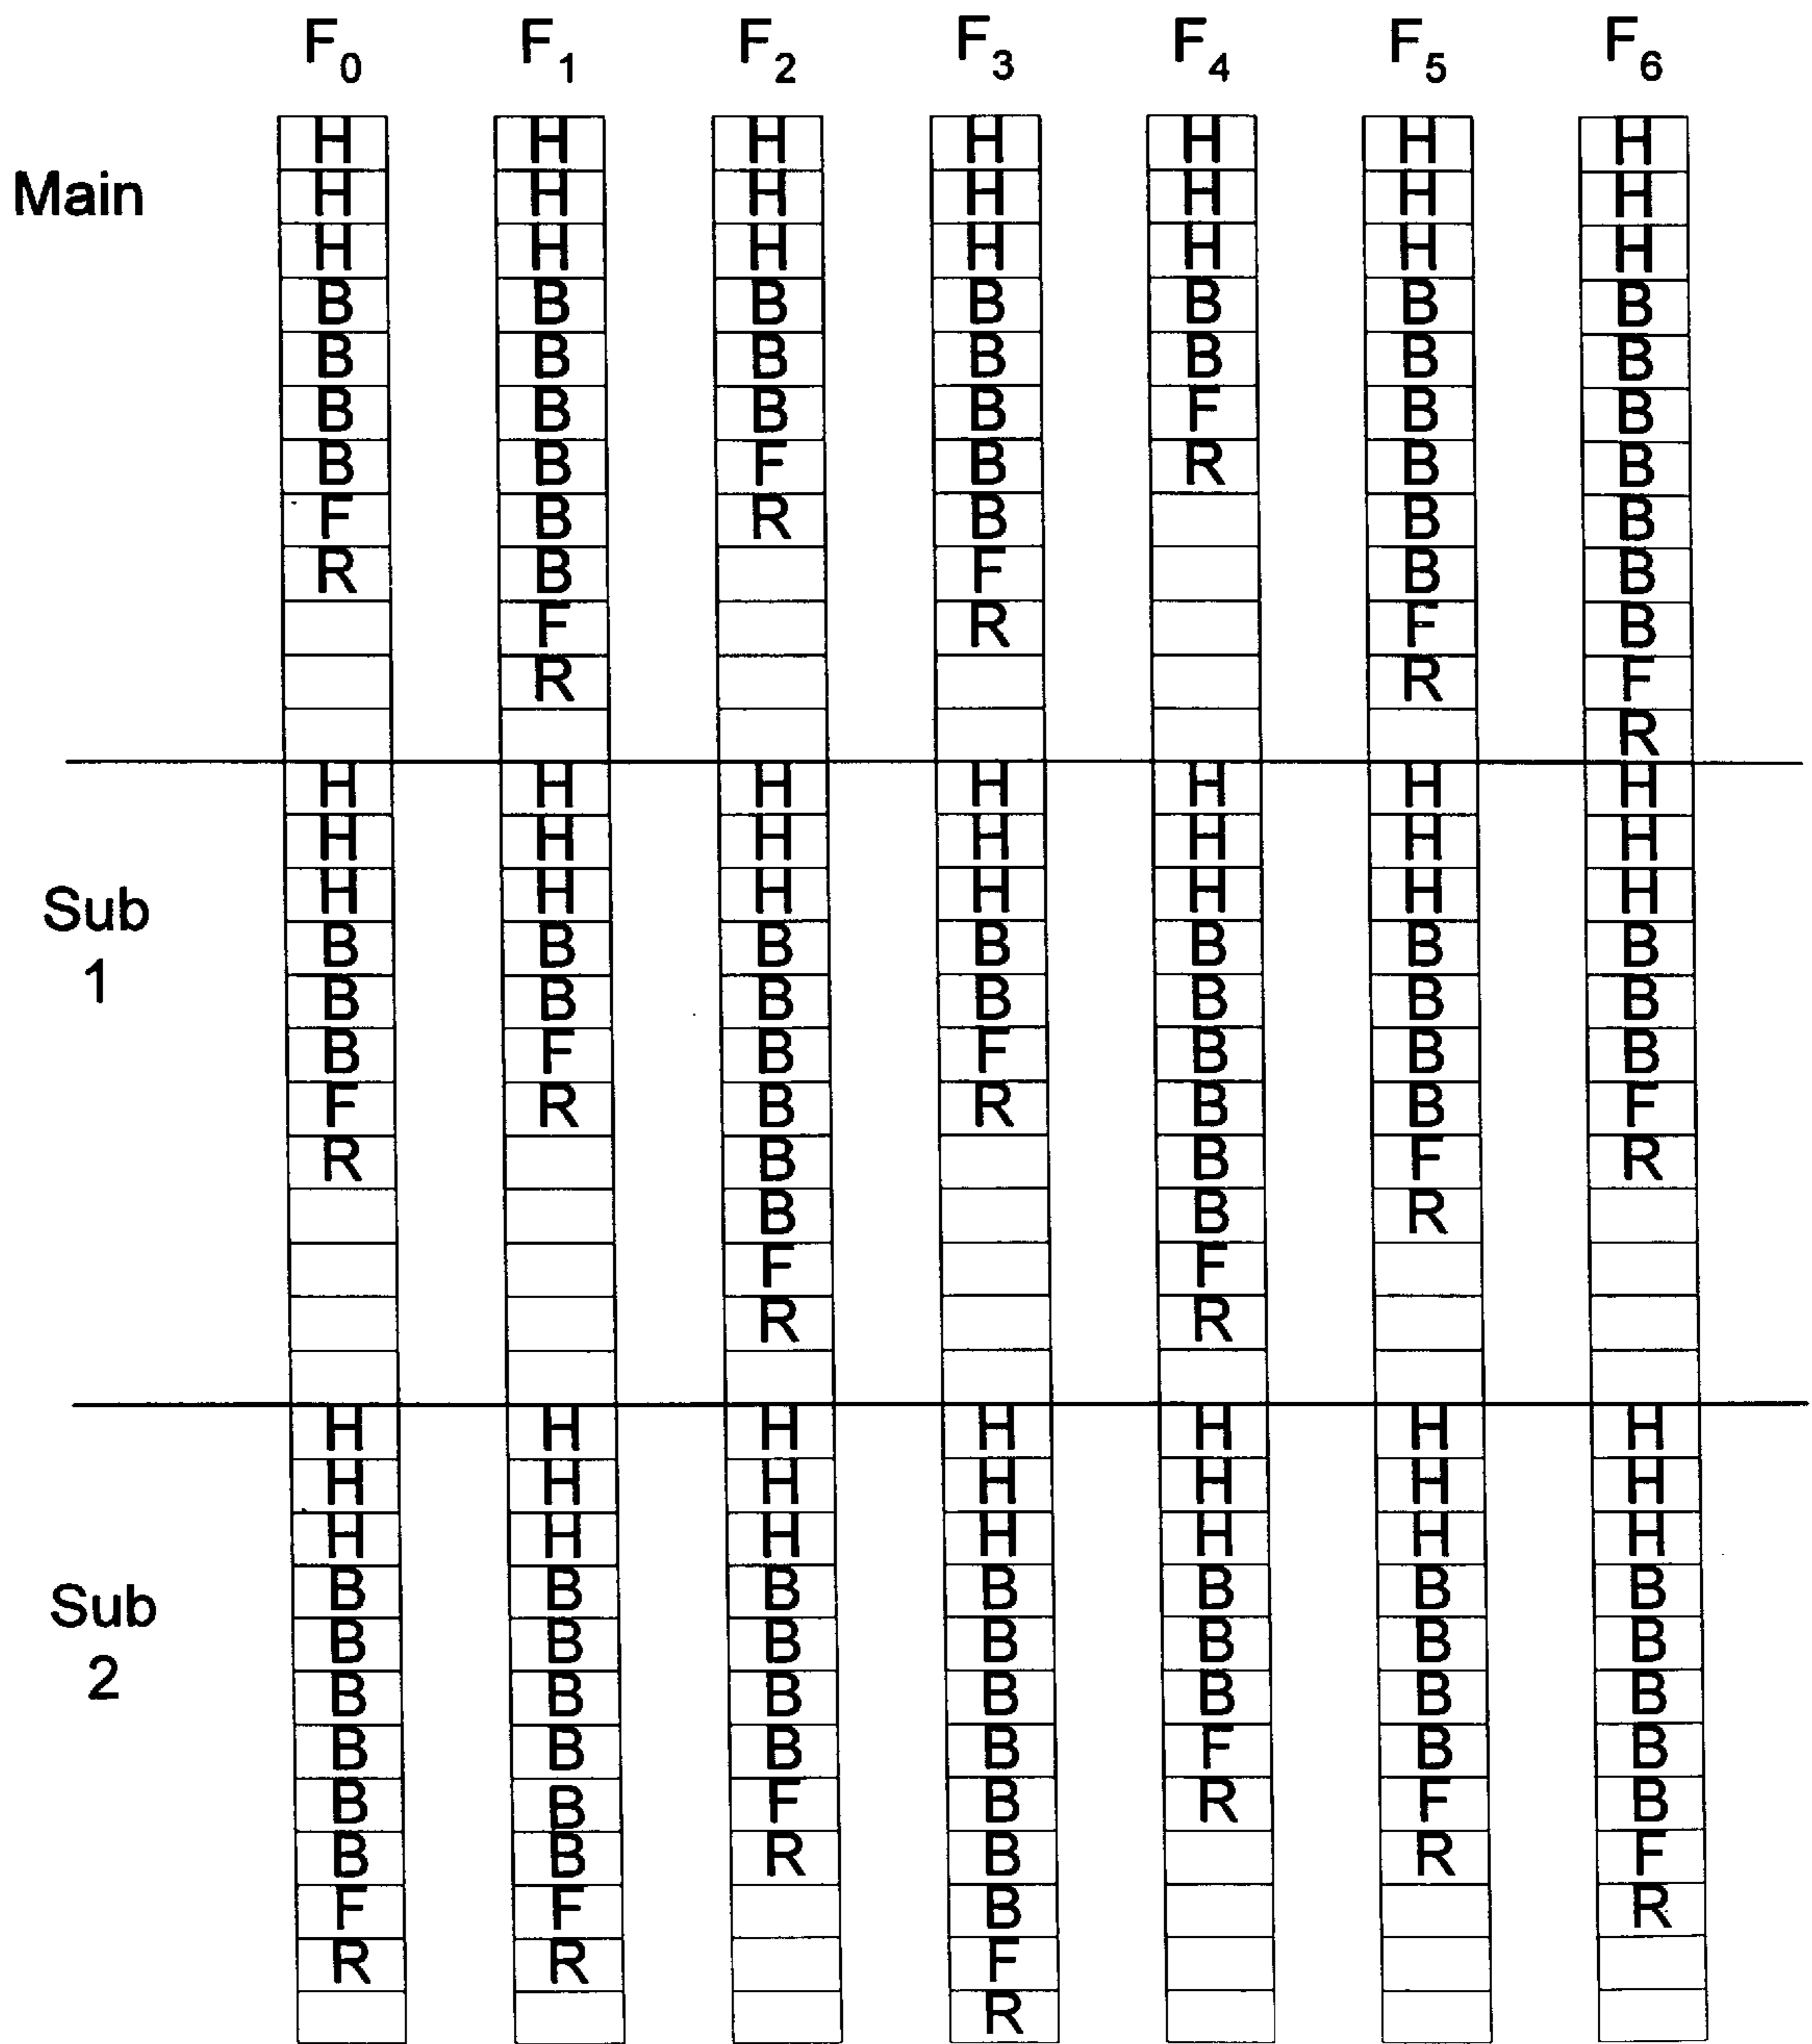 F0 F1 F2 F3 F4 F5 F6
H H H H H H H
Main H H H H H H H
H H H H H H H
B B B B B B B
B B B B B B B
B B B B F B B
B B F B R B B
F B R B B B
R B F B B
F R F B
R R F
R
H H H H H H H
H H H H H H H
Sub H H H H H H H
1 B B B B B B B
B B B B B B B
B F B F B B B
F R B R B B F
R B B F R
B B R
F F
R R
H H H H H H H
H H H H H H H
H H H H H H H
Sub B B B B B B B
2 B B B B B B B
B B B B B B B
B B B B F B B
B B F B R F B
B B R B R F
F F B R
R R F
R